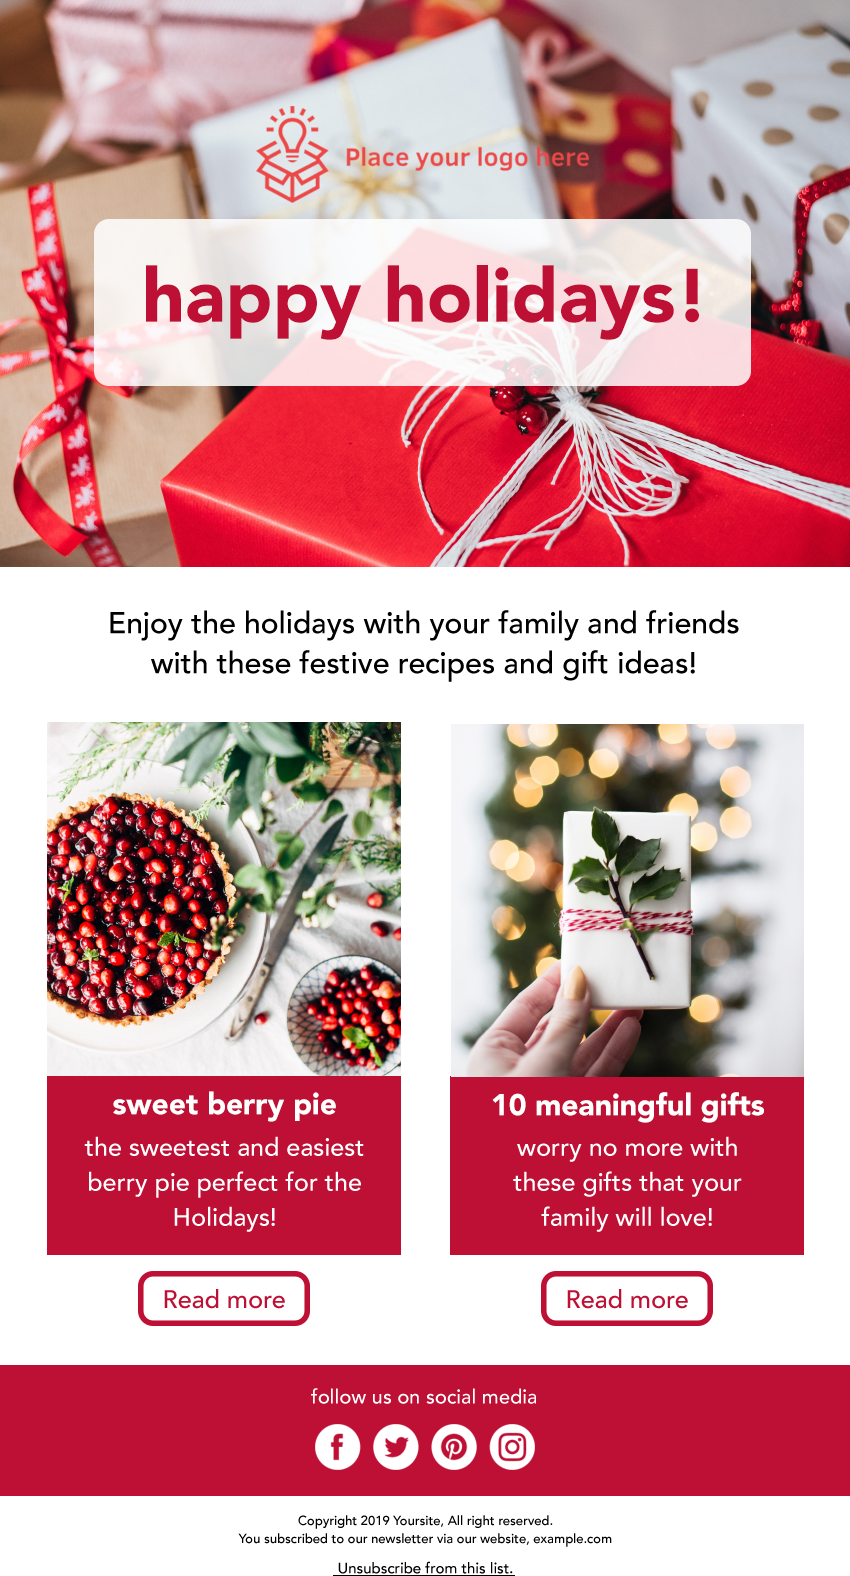 Place your logo here
happy holidays!
Enjoy the holidays with your family and friends
with these festive recipes and gift ideas!
sweet berry pie
the sweetest and easiest
berry pie perfect for the
Holidays!
Read more
10 meaningful gifts
worry no more with
these gifts that your
family will love!
Read more
follow us on social media
Copyright 2019 Yoursite, All right reserved.
You subscribed to our newsletter via our website, example.com
Unsubscribe from this list.